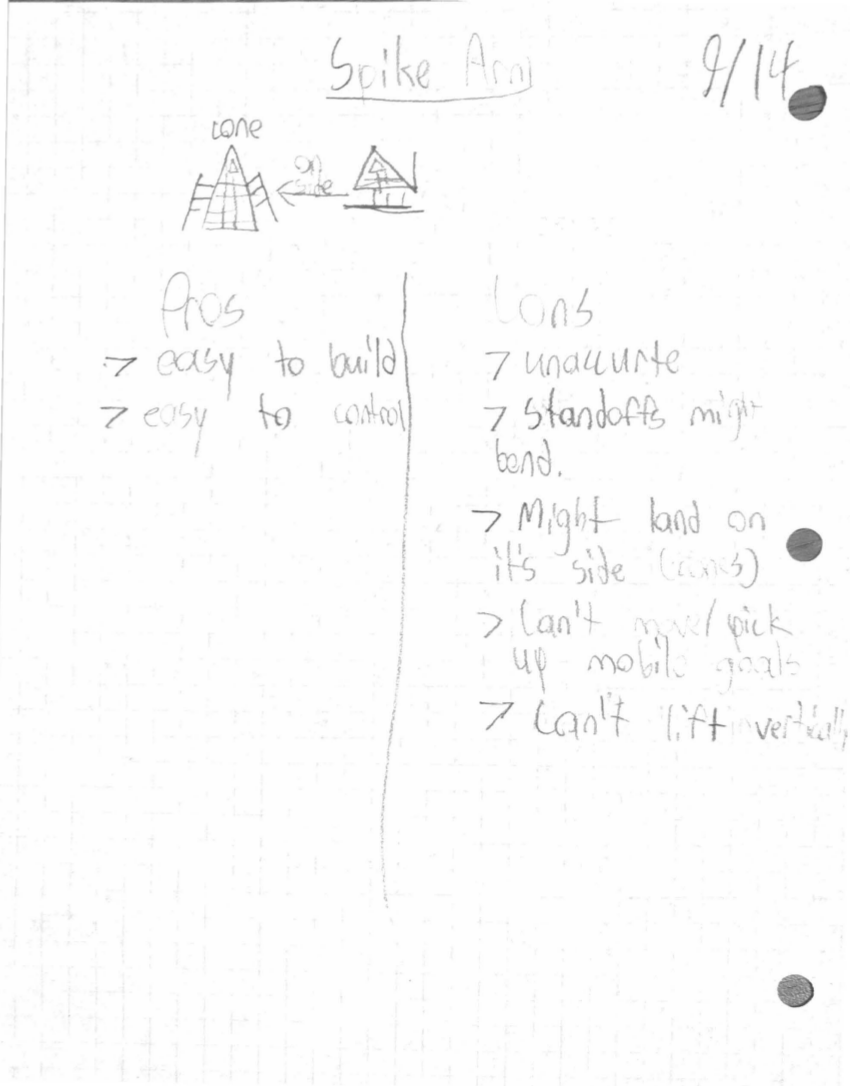 Spike Arm
9/14
cone
on
side
Pros
Cons
> easy to build
> easy to control
> unaccurte
> standoffs might
bend.
> Might land on
it's side (cones)
> Can't move/pick
up mobile goals
> Can't lift vertically